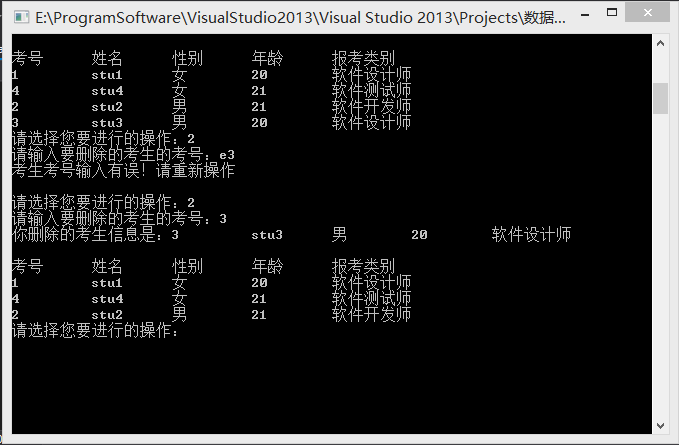 E:\ProgramSoftware\VisualStudio2013\Visual Studio 2013\Projects\数据...
考号 姓名 性别 年龄 报考类别
1 stu1 女 20 软件设计师
4 stu4 女 21 软件测试师
2 stu2 男 21 软件开发师
3 stu3 男 20 软件设计师
请选择您要进行的操作：2
请输入要删除的考生的考号：e3
考生考号输入有误！请重新操作
请选择您要进行的操作：2
请输入要删除的考生的考号：3
你删除的考生信息是：3 stu3 男 20 软件设计师
考号 姓名 性别 年龄 报考类别
1 stu1 女 20 软件设计师
4 stu4 女 21 软件测试师
2 stu2 男 21 软件开发师
请选择您要进行的操作：